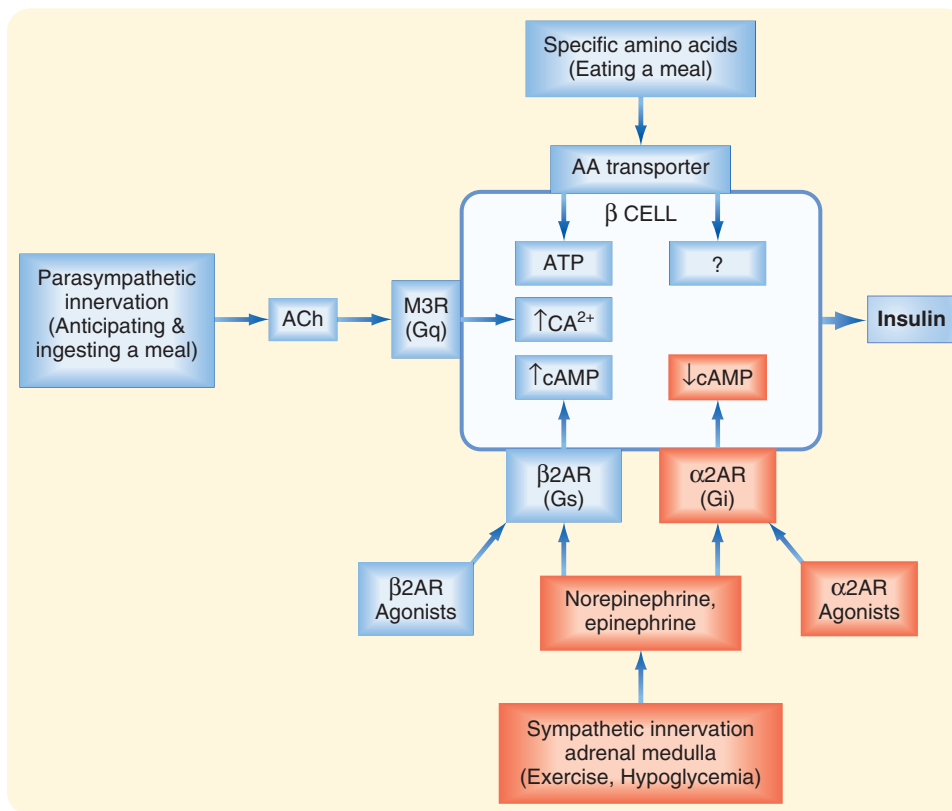 Specific amino acids
(Eating a meal)
AA transporter
β CELL
ATP
?
Parasympathetic
innervation
(Anticipating &
ingesting a meal)
ACh
M3R
(Gq)
↑CA²⁺
Insulin
↑cAMP
↓cAMP
β2AR
(Gs)
α2AR
(Gi)
β2AR
Agonists
Norepinephrine,
epinephrine
α2AR
Agonists
Sympathetic innervation
adrenal medulla
(Exercise, Hypoglycemia)